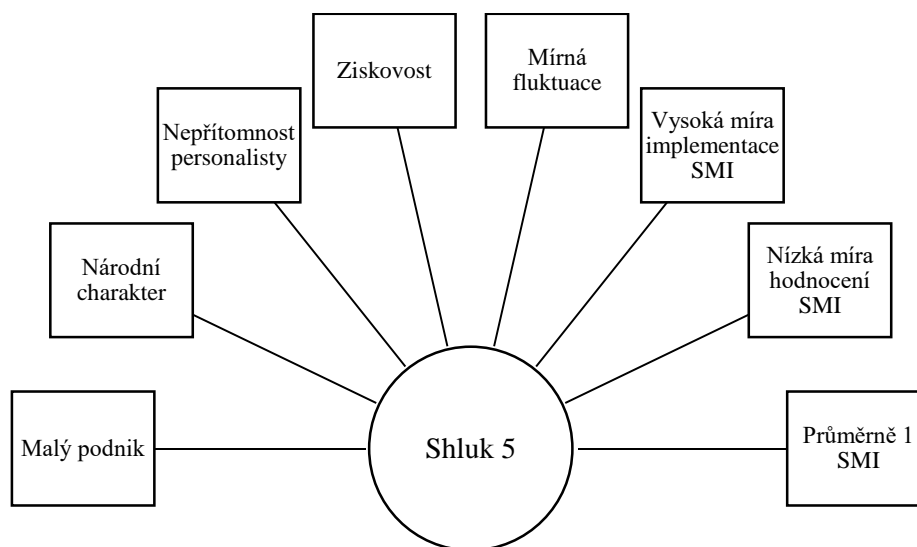 Ziskovost
Mírná
fluktuace
Nepřítomnost
personalisty
Vysoká míra
implementace
SMI
Národní
charakter
Nízká míra
hodnocení
SMI
Malý podnik
Shluk 5
Průměrně 1
SMI